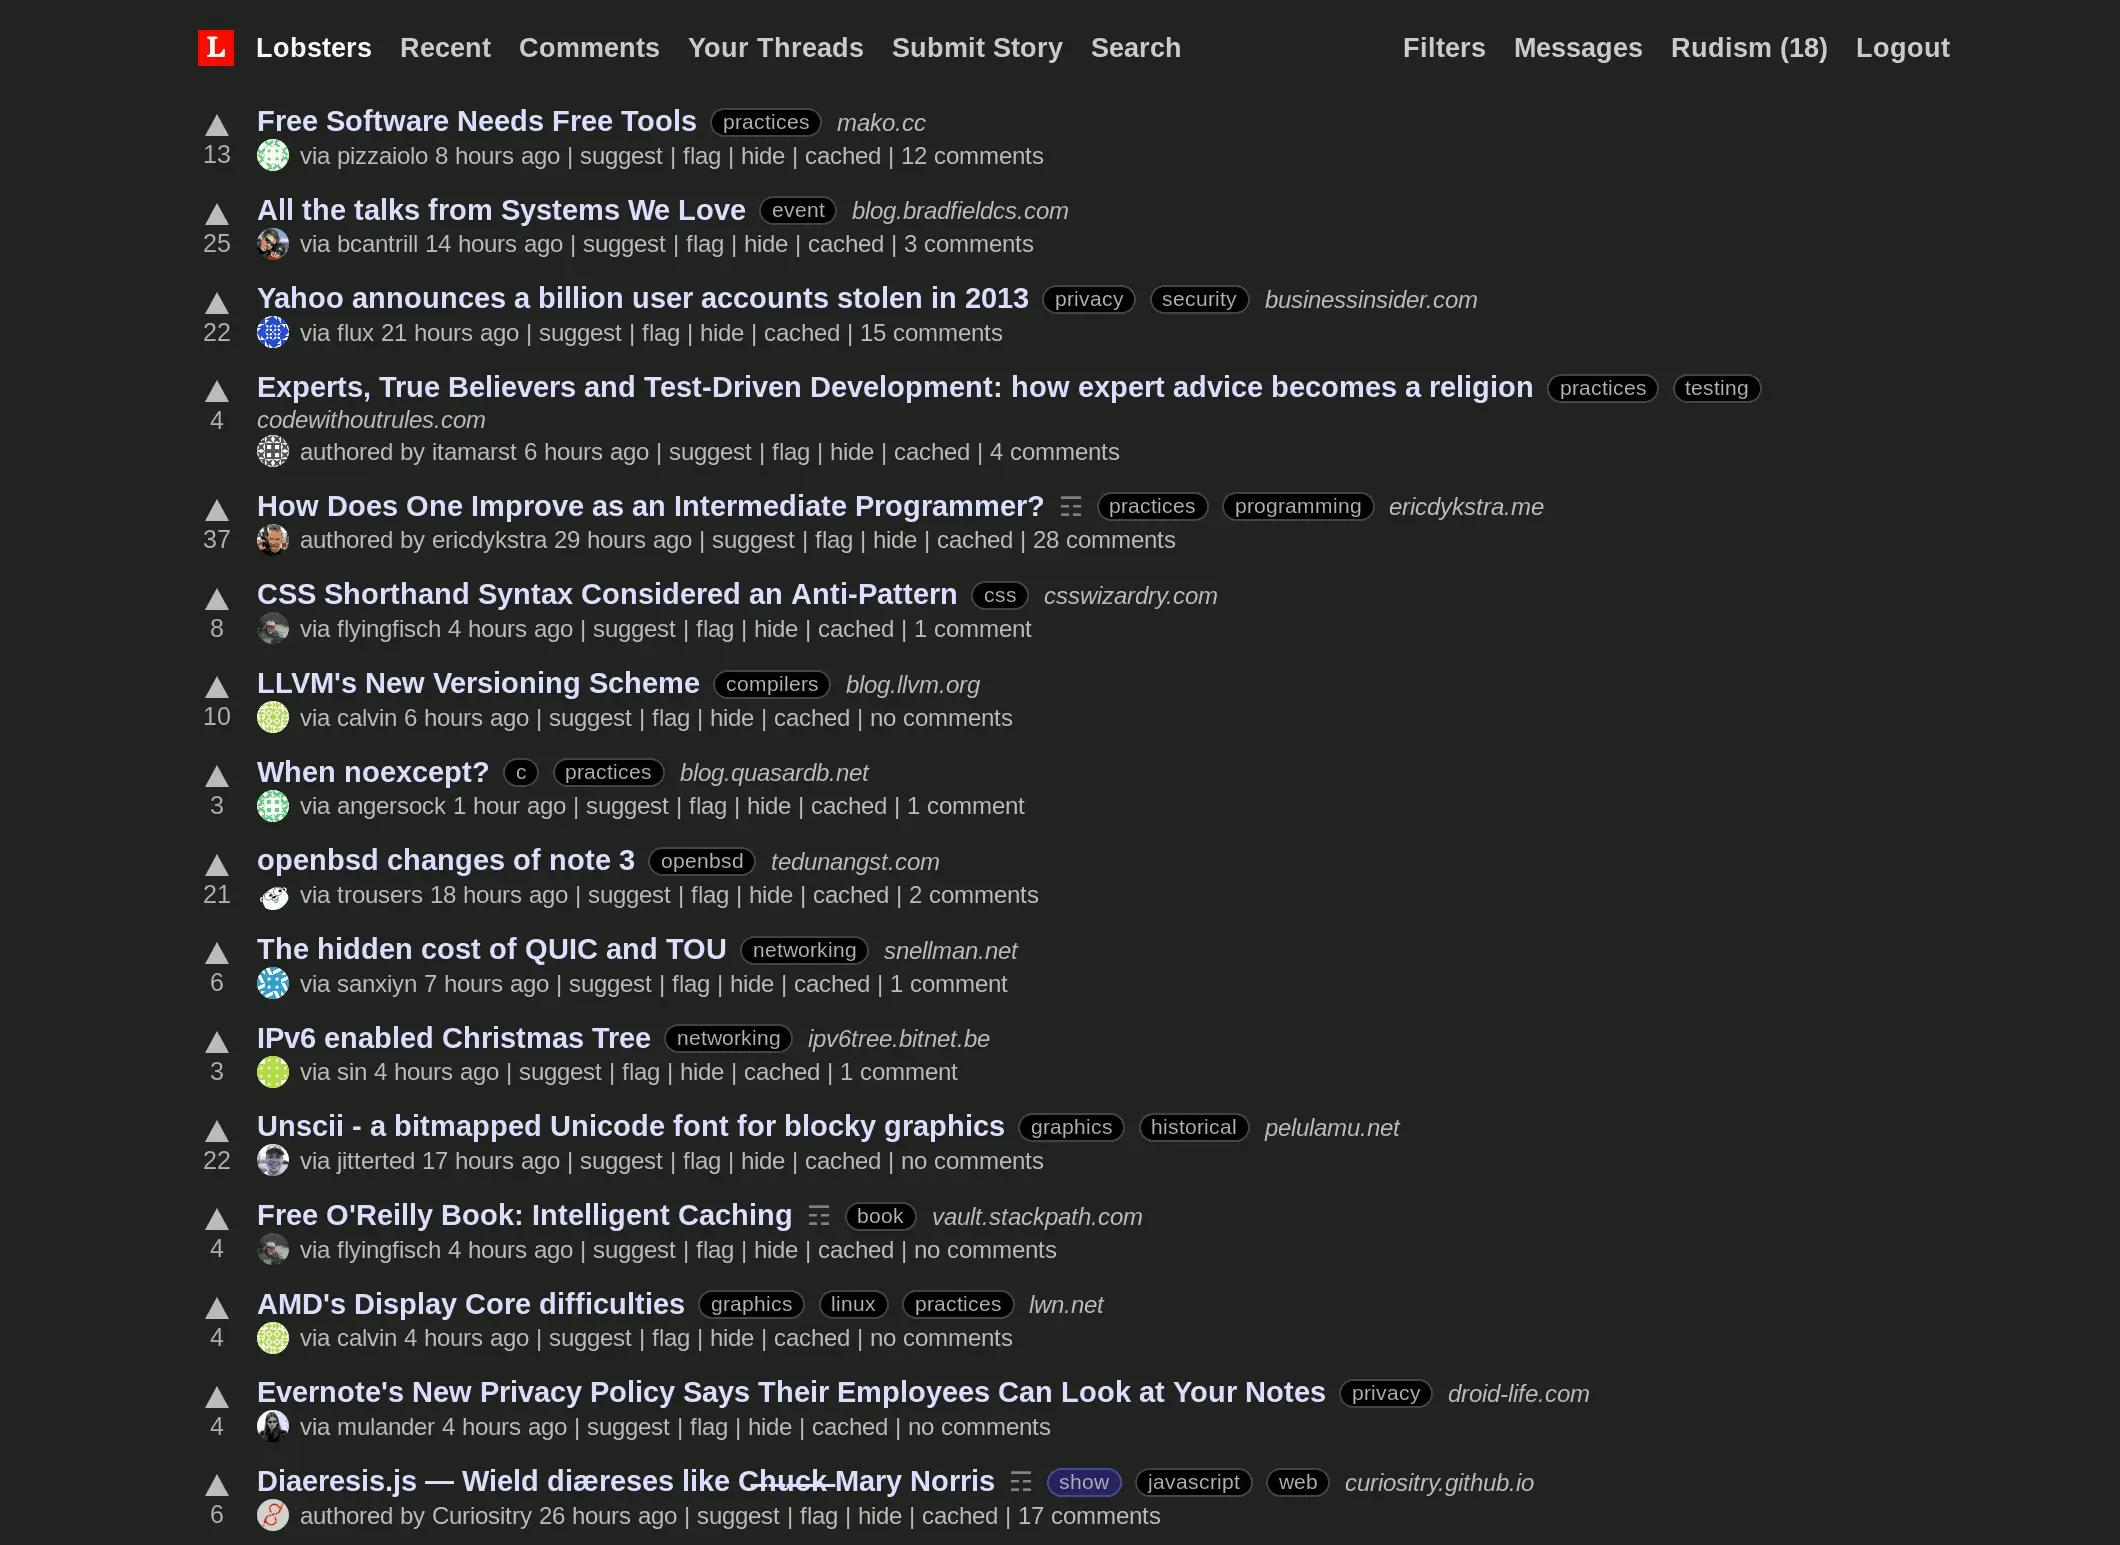 L Lobsters Recent Comments Your Threads Submit Story Search Filters Messages Rudism (18) Logout
Free Software Needs Free Tools practices mako.cc
13 via pizzaiolo 8 hours ago | suggest | flag | hide | cached | 12 comments
All the talks from Systems We Love event blog.bradfieldcs.com
25 via bcantrill 14 hours ago | suggest | flag | hide | cached | 3 comments
Yahoo announces a billion user accounts stolen in 2013 privacy security businessinsider.com
22 via flux 21 hours ago | suggest | flag | hide | cached | 15 comments
Experts, True Believers and Test-Driven Development: how expert advice becomes a religion practices testing
4 codewithoutrules.com
authored by itamarst 6 hours ago | suggest | flag | hide | cached | 4 comments
How Does One Improve as an Intermediate Programmer? ☶ practices programming ericdykstra.me
37 authored by ericdykstra 29 hours ago | suggest | flag | hide | cached | 28 comments
CSS Shorthand Syntax Considered an Anti-Pattern css csswizardry.com
8 via flyingfisch 4 hours ago | suggest | flag | hide | cached | 1 comment
LLVM's New Versioning Scheme compilers blog.llvm.org
10 via calvin 6 hours ago | suggest | flag | hide | cached | no comments
When noexcept? c practices blog.quasardb.net
3 via angersock 1 hour ago | suggest | flag | hide | cached | 1 comment
openbsd changes of note 3 openbsd tedunangst.com
21 via trousers 18 hours ago | suggest | flag | hide | cached | 2 comments
The hidden cost of QUIC and TOU networking snellman.net
6 via sanxiyn 7 hours ago | suggest | flag | hide | cached | 1 comment
IPv6 enabled Christmas Tree networking ipv6tree.bitnet.be
3 via sin 4 hours ago | suggest | flag | hide | cached | 1 comment
Unscii - a bitmapped Unicode font for blocky graphics graphics historical pelulamu.net
22 via jitterted 17 hours ago | suggest | flag | hide | cached | no comments
Free O'Reilly Book: Intelligent Caching ☶ book vault.stackpath.com
4 via flyingfisch 4 hours ago | suggest | flag | hide | cached | no comments
AMD's Display Core difficulties graphics linux practices lwn.net
4 via calvin 4 hours ago | suggest | flag | hide | cached | no comments
Evernote's New Privacy Policy Says Their Employees Can Look at Your Notes privacy droid-life.com
4 via mulander 4 hours ago | suggest | flag | hide | cached | no comments
Diaeresis.js — Wield diæreses like C̶h̶u̶c̶k̶ Mary Norris ☶ show javascript web curiositry.github.io
6 authored by Curiositry 26 hours ago | suggest | flag | hide | cached | 17 comments